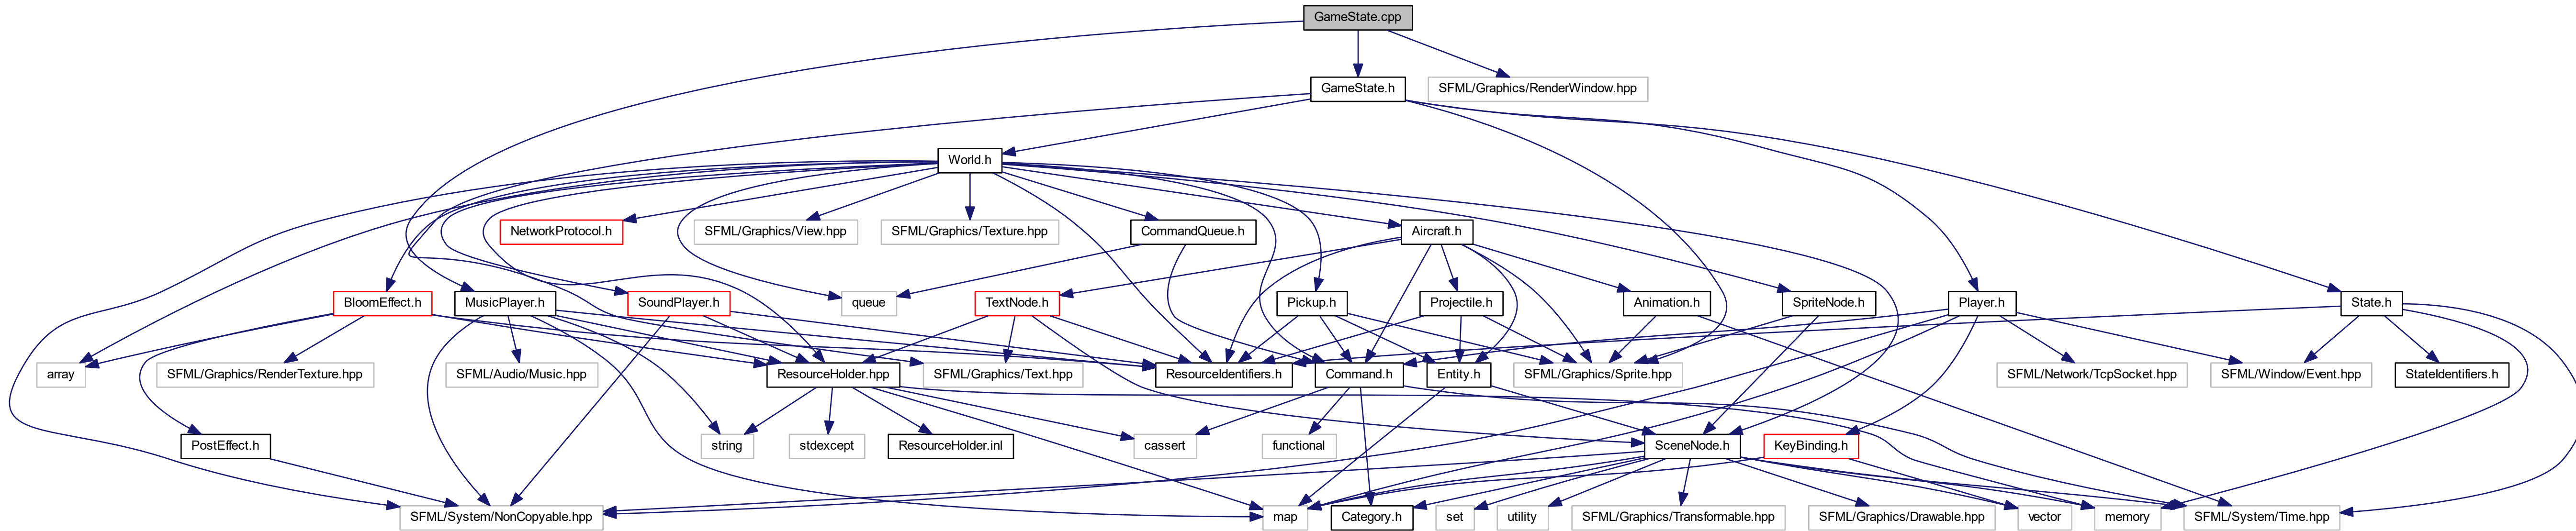 GameState.cpp
GameState.h
SFML/Graphics/RenderWindow.hpp
World.h
NetworkProtocol.h
SFML/Graphics/View.hpp
SFML/Graphics/Texture.hpp
CommandQueue.h
Aircraft.h
BloomEffect.h
MusicPlayer.h
SoundPlayer.h
queue
TextNode.h
Pickup.h
Projectile.h
Animation.h
SpriteNode.h
Player.h
State.h
array
SFML/Graphics/RenderTexture.hpp
SFML/Audio/Music.hpp
ResourceHolder.hpp
SFML/Graphics/Text.hpp
ResourceIdentifiers.h
Command.h
Entity.h
SFML/Graphics/Sprite.hpp
SFML/Network/TcpSocket.hpp
SFML/Window/Event.hpp
StateIdentifiers.h
PostEffect.h
string
stdexcept
ResourceHolder.inl
cassert
functional
SceneNode.h
KeyBinding.h
SFML/System/NonCopyable.hpp
map
Category.h
set
utility
SFML/Graphics/Transformable.hpp
SFML/Graphics/Drawable.hpp
vector
memory
SFML/System/Time.hpp